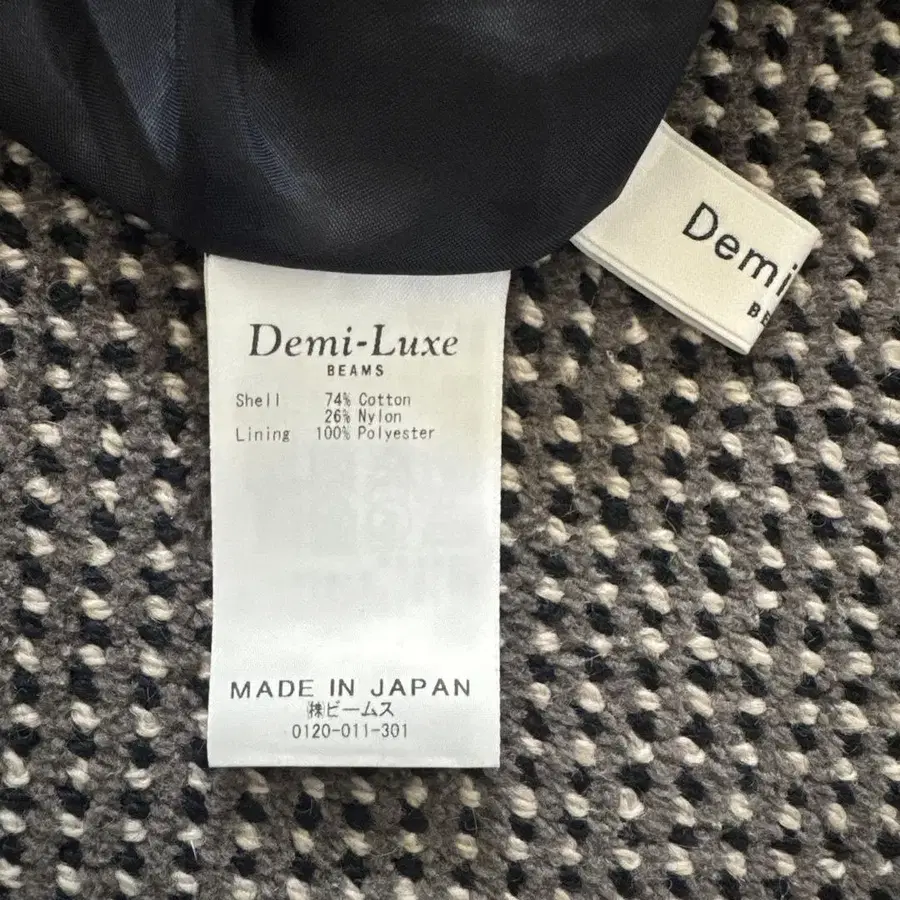 Demi-Luxe
BEAMS
Shell 74% Cotton
26% Nylon
Lining 100% Polyester
MADE IN JAPAN
㈱ビームス
0120-011-301
Demi
BE